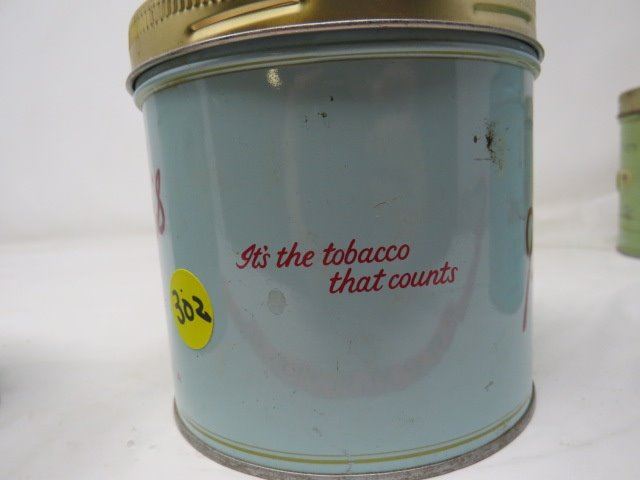 It's the tobacco
that counts
302